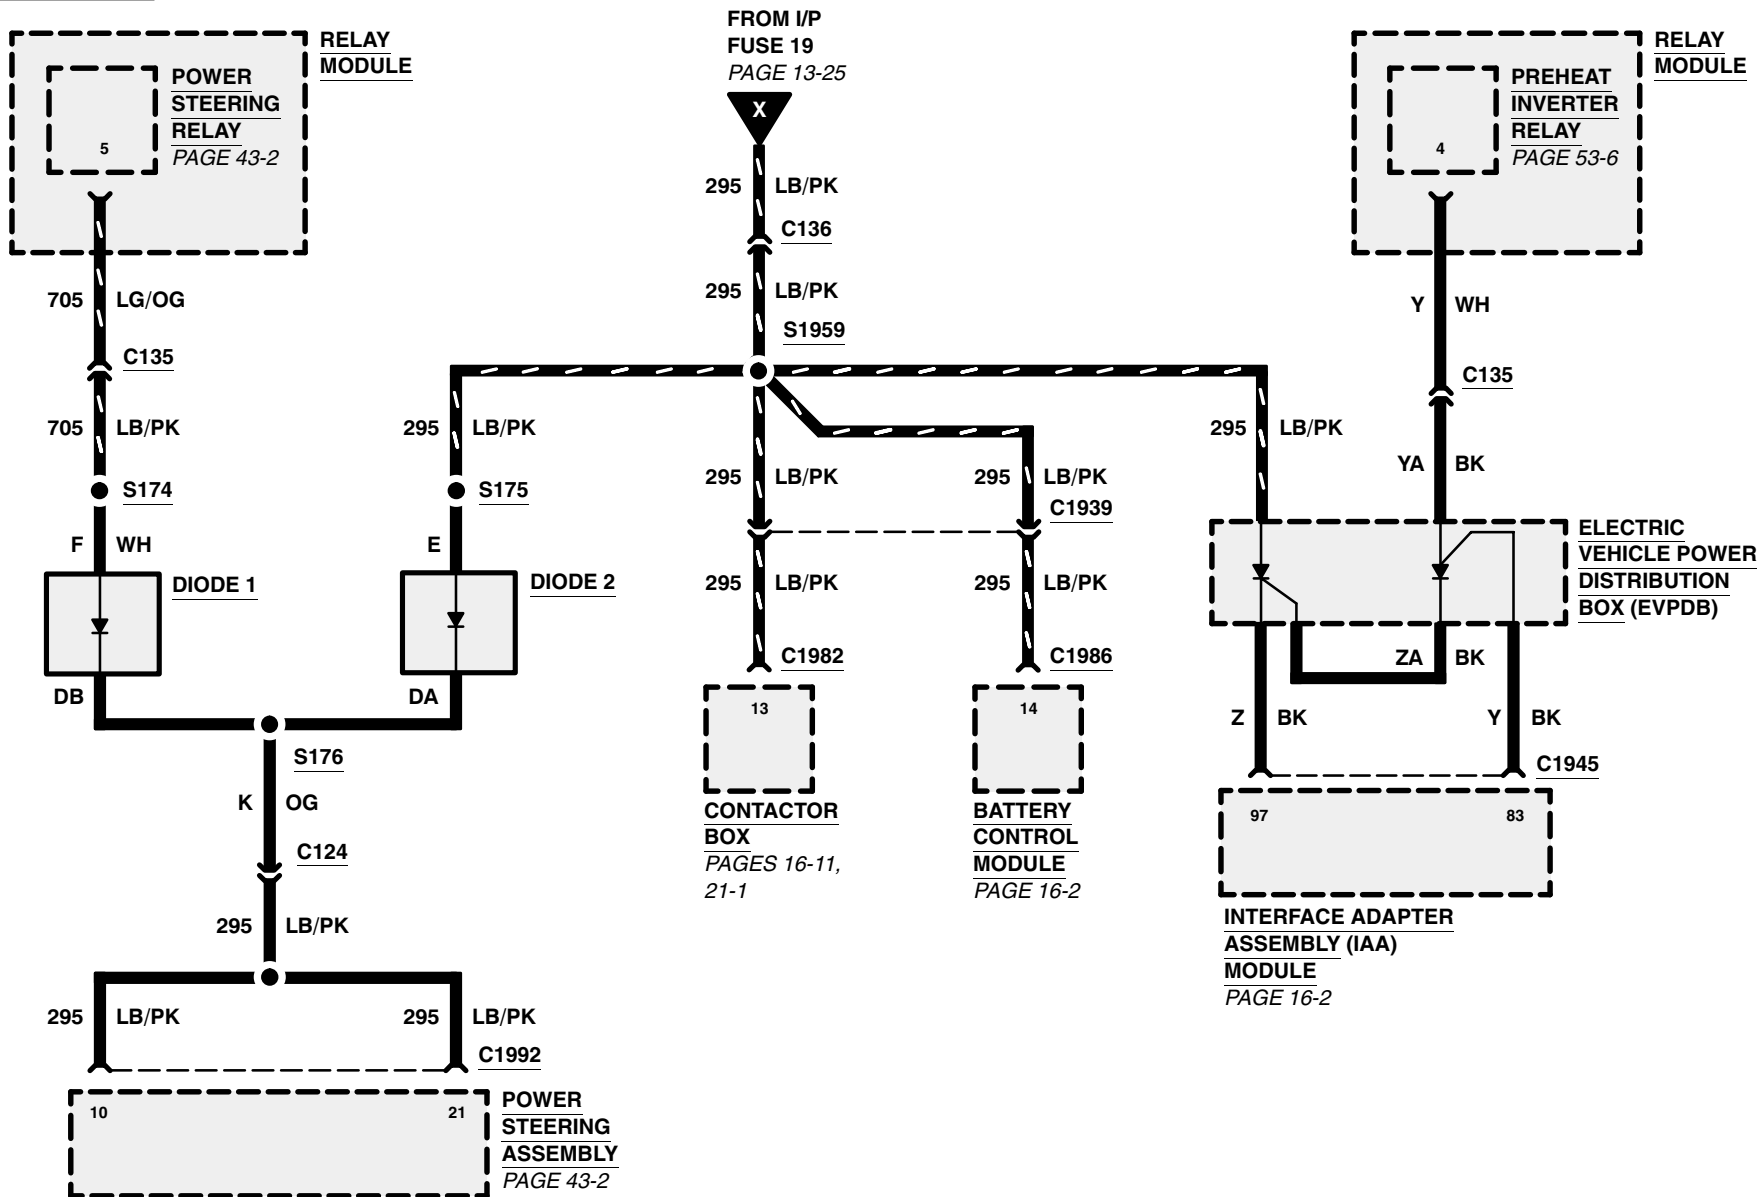 RELAY
MODULE
POWER
STEERING
RELAY
PAGE 43-2
5
FROM I/P
FUSE 19
PAGE 13-25
X
RELAY
MODULE
PREHEAT
INVERTER
RELAY
PAGE 53-6
4
295 LB/PK
C136
295 LB/PK
S1959
705 LG/OG
C135
705 LB/PK
S174
F WH
DIODE 1
DB
295 LB/PK
S175
E
DIODE 2
DA
S176
K OG
C124
295 LB/PK
295 LB/PK
295 LB/PK
C1992
10 21
POWER
STEERING
ASSEMBLY
PAGE 43-2
295 LB/PK
295 LB/PK
C1939
295 LB/PK
295 LB/PK
C1982
C1986
13
14
CONTACTOR
BOX
PAGES 16-11,
21-1
BATTERY
CONTROL
MODULE
PAGE 16-2
Y WH
C135
295 LB/PK
YA BK
ELECTRIC
VEHICLE POWER
DISTRIBUTION
BOX (EVPDB)
ZA BK
Z BK
Y BK
C1945
97 83
INTERFACE ADAPTER
ASSEMBLY (IAA)
MODULE
PAGE 16-2